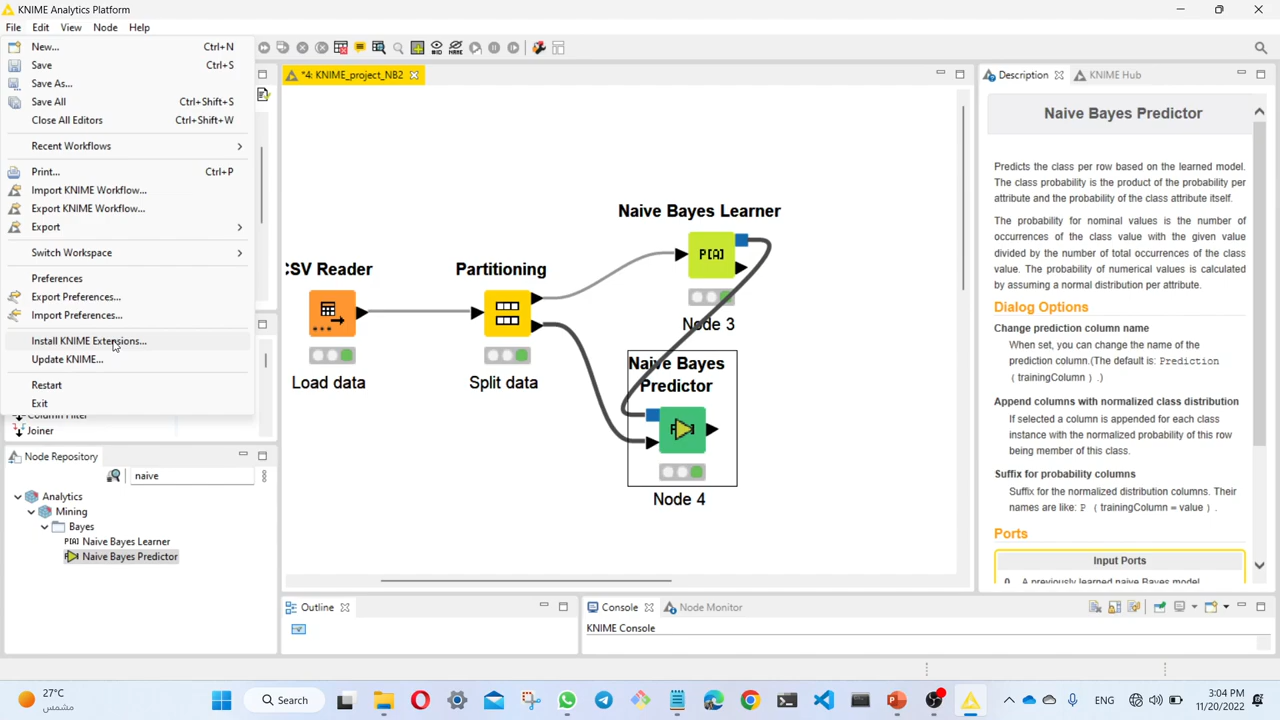 KNIME Analytics Platform
File Edit View Node Help
New... Ctrl+N
Save Ctrl+S
Save As...
Save All Ctrl+Shift+S
Close All Editors Ctrl+Shift+W
Recent Workflows
Print... Ctrl+P
Import KNIME Workflow...
Export KNIME Workflow...
Export
Switch Workspace
Preferences
Export Preferences...
Import Preferences...
Install KNIME Extensions...
Update KNIME...
Restart
Exit
Joiner
Node Repository
naive
Analytics
Mining
Bayes
Naive Bayes Learner
Naive Bayes Predictor
*4: KNIME_project_NB2
CSV Reader
Load data
Partitioning
Split data
Naive Bayes Learner
P[A]
Node 3
Naive Bayes
Predictor
Node 4
Outline
Console Node Monitor
KNIME Console
Description KNIME Hub
Naive Bayes Predictor
Predicts the class per row based on the learned model.
The class probability is the product of the probability per
attribute and the probability of the class attribute itself.
The probability for nominal values is the number of
occurrences of the class value with the given value
divided by the number of total occurrences of the class
value. The probability of numerical values is calculated
by assuming a normal distribution per attribute.
Dialog Options
Change prediction column name
When set, you can change the name of the
prediction column.(The default is: Prediction
( trainingColumn ).)
Append columns with normalized class distribution
If selected a column is appended for each class
instance with the normalized probability of this row
being member of this class.
Suffix for probability columns
Suffix for the normalized distribution columns. Their
names are like: P ( trainingColumn = value ) .
Ports
Input Ports
0 A previously learned naive Bayes model
27°C
مشمس
Search
ENG
3:04 PM
11/20/2022